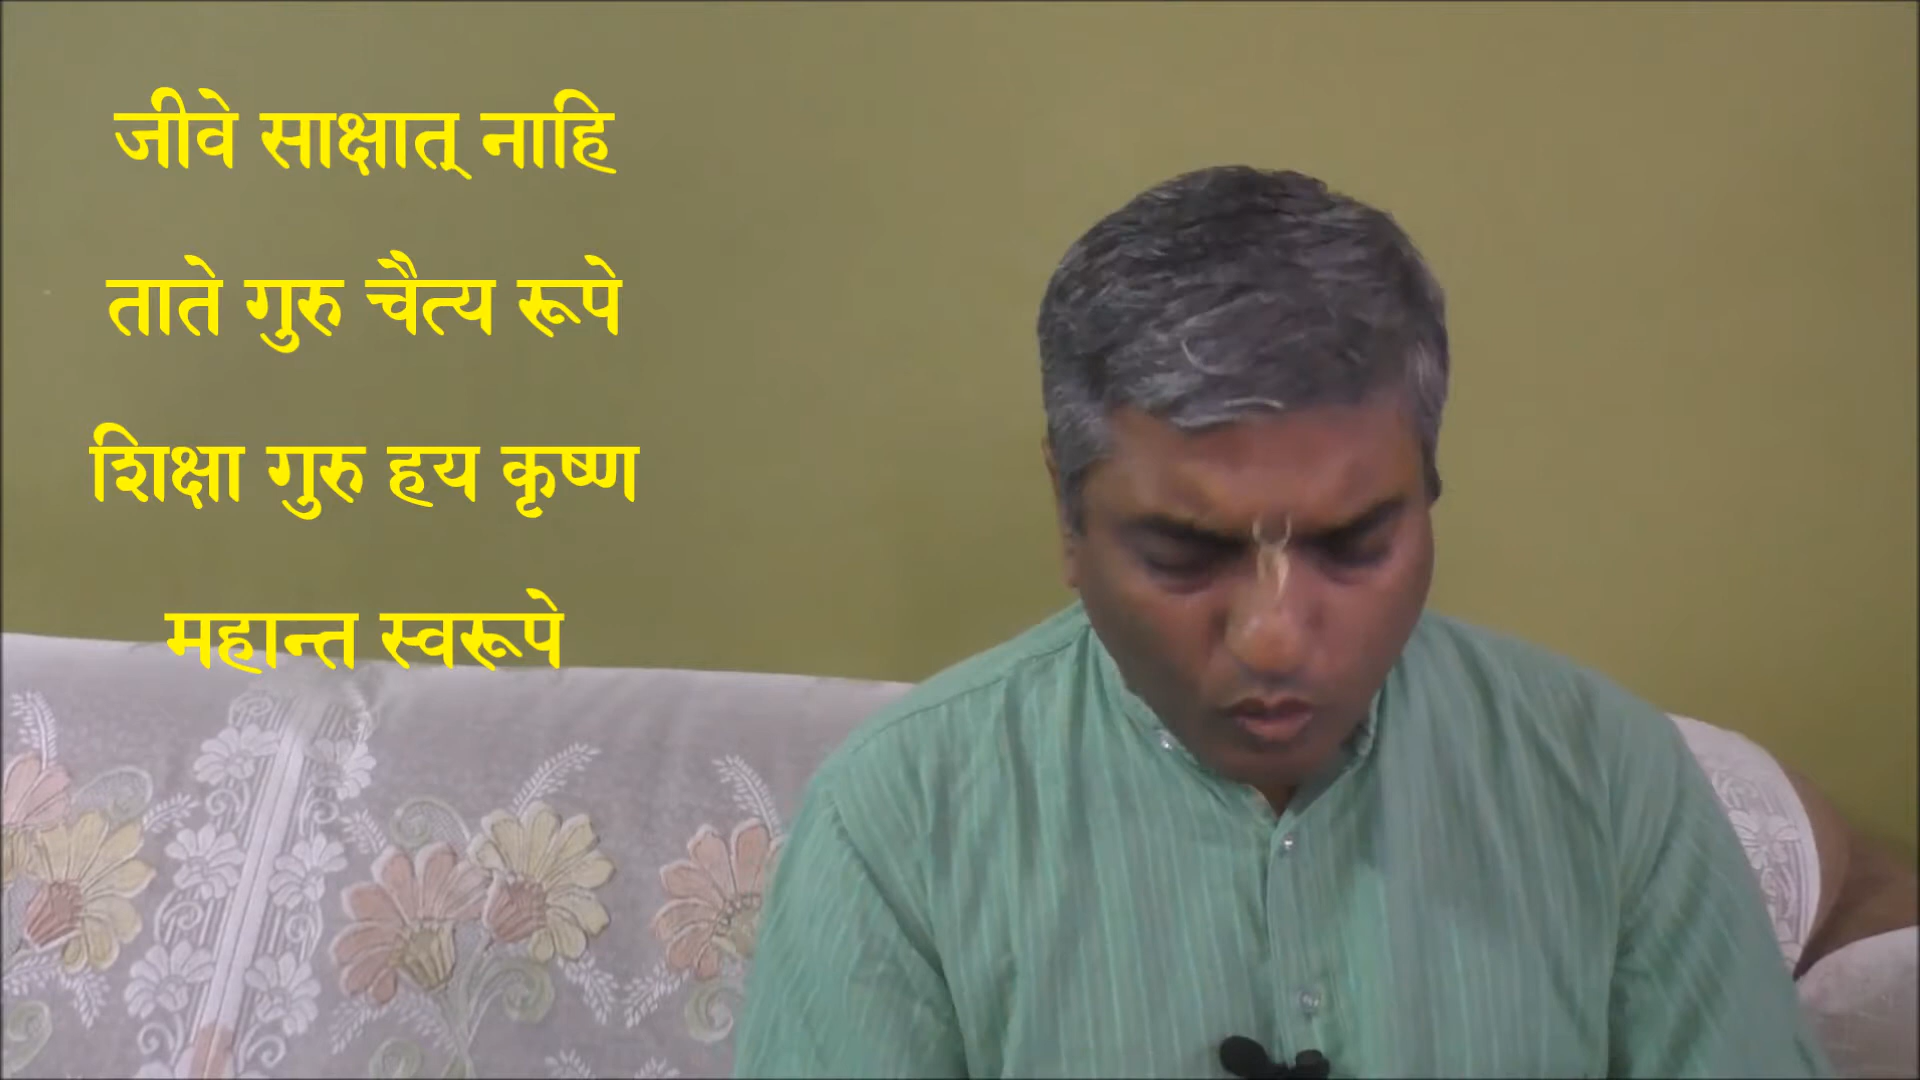 जीवे साक्षात् नाहि
ताते गुरु चैत्य रूपे
शिक्षा गुरु हय कृष्ण
महान्त स्वरूपे